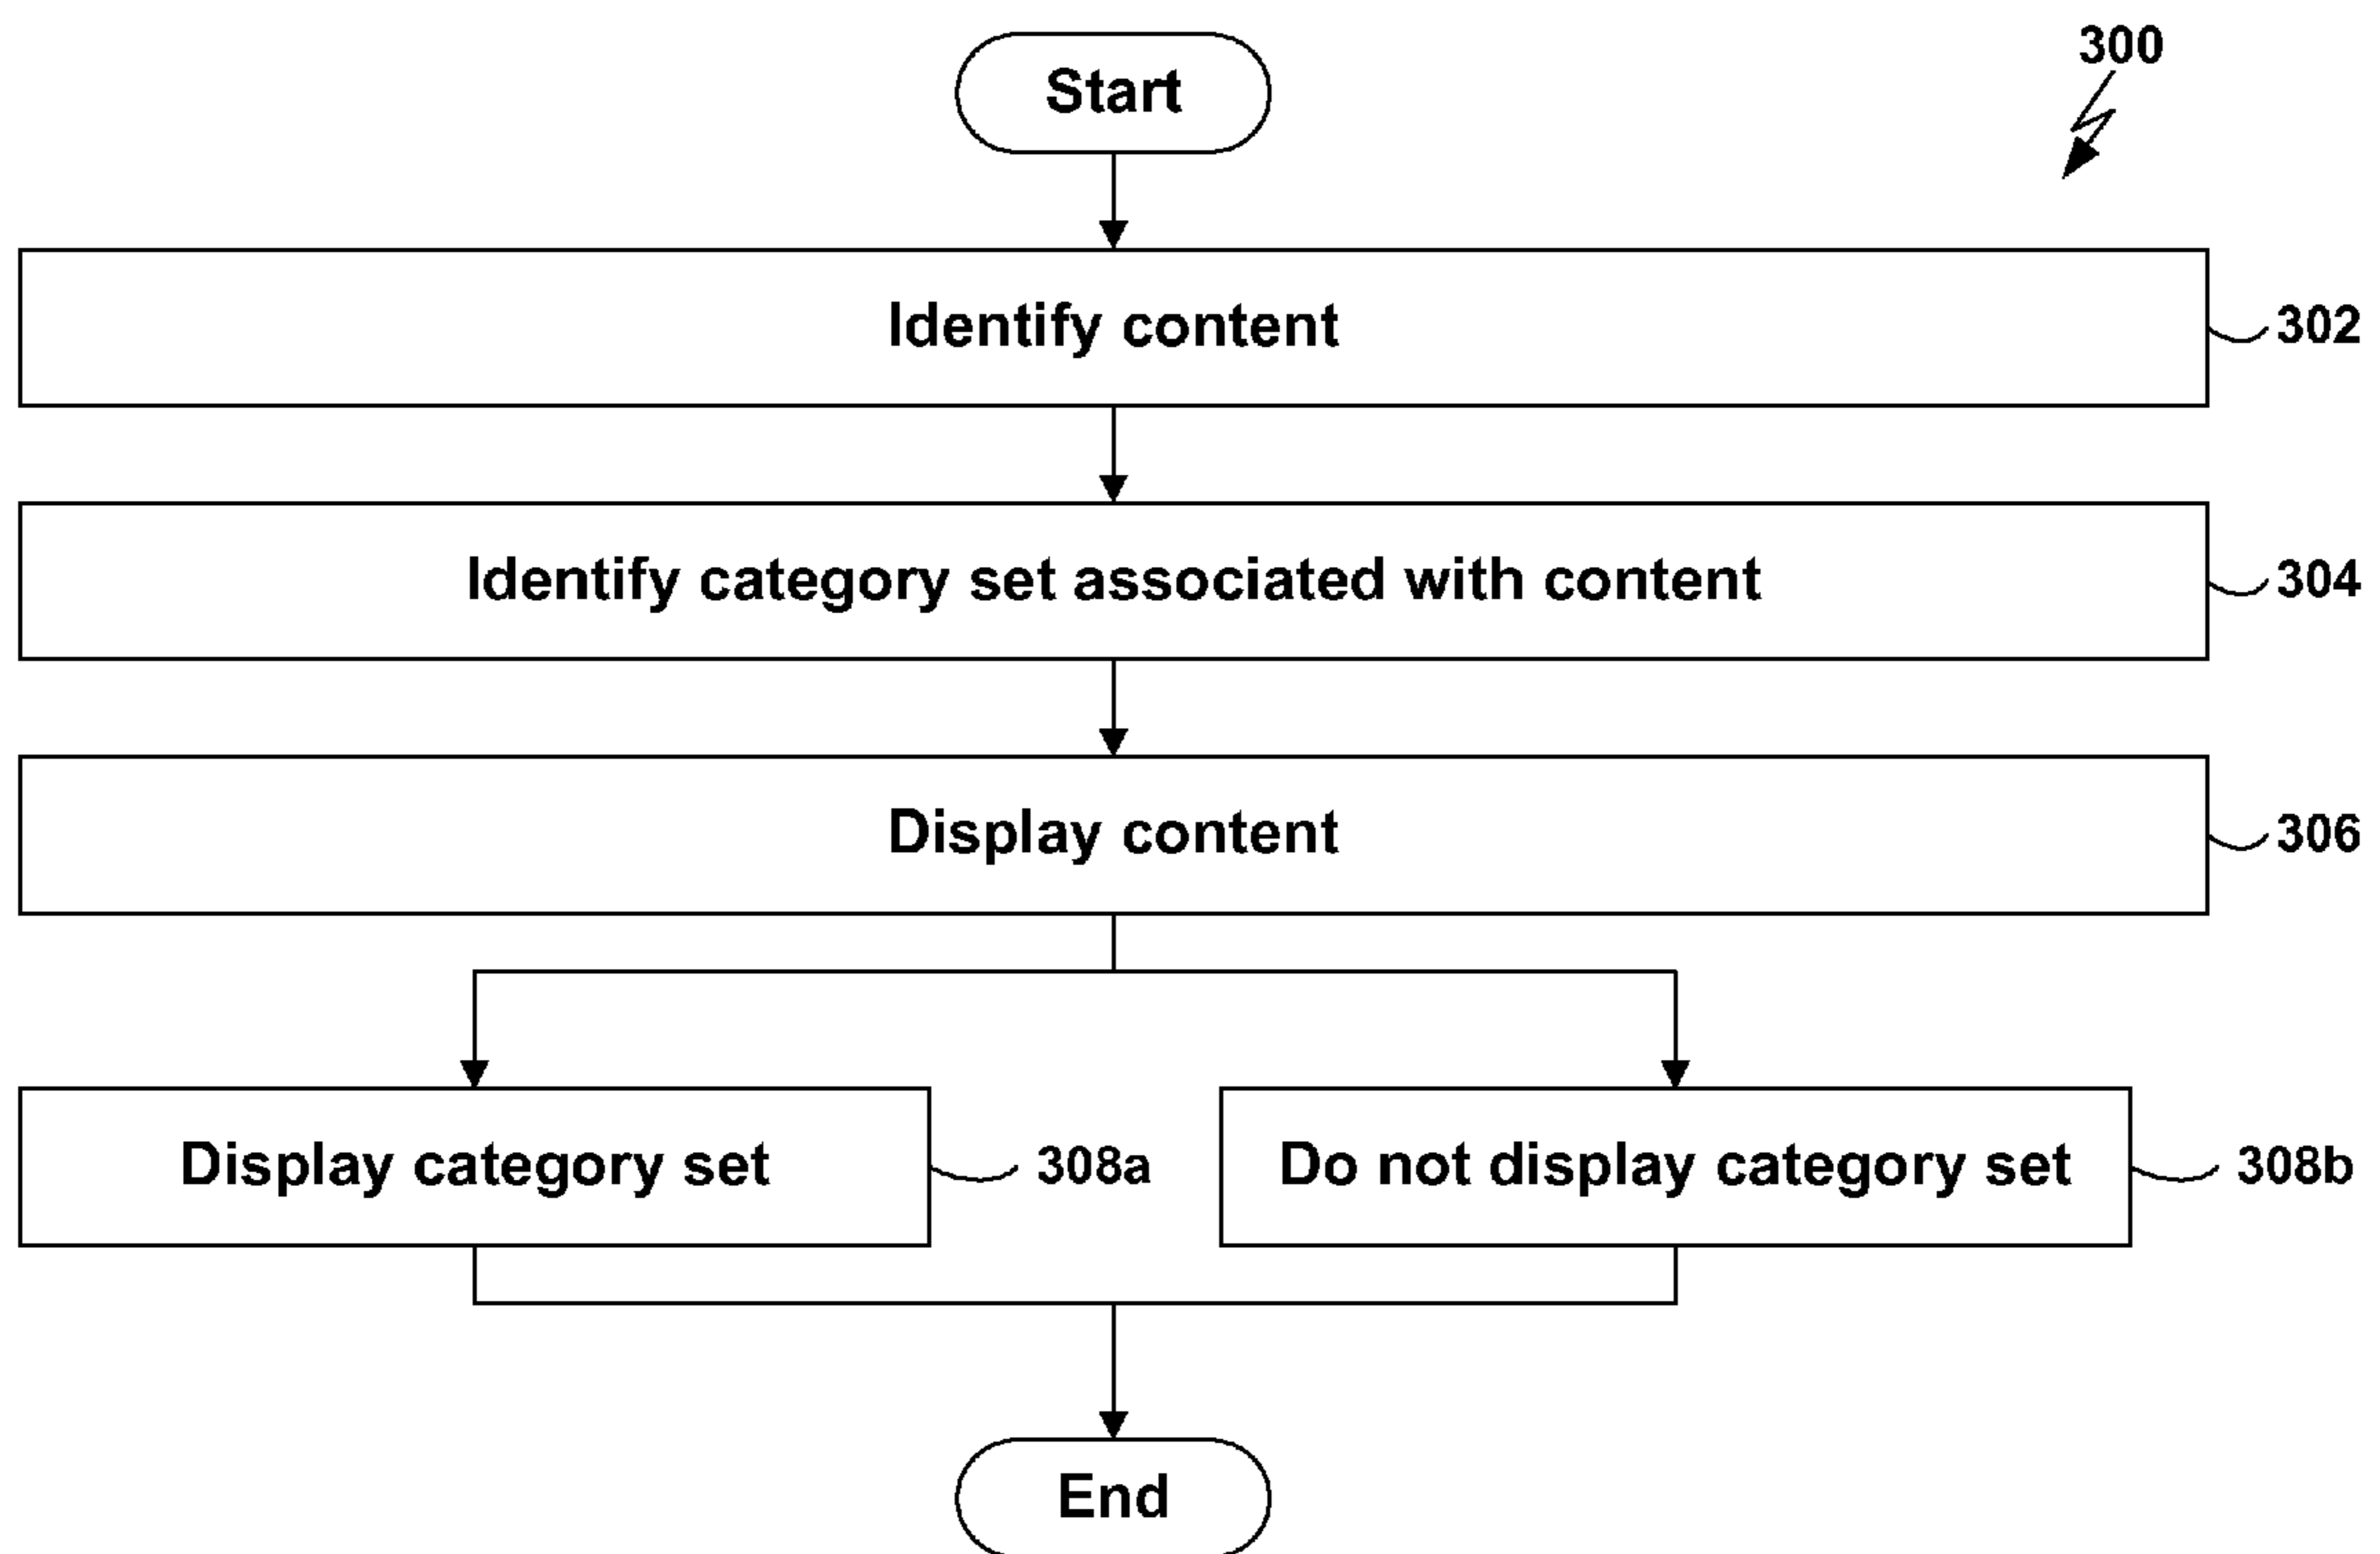 Start
300
Identify content
302
Identify category set associated with content
304
Display content
306
Display category set
308a
Do not display category set
308b
End